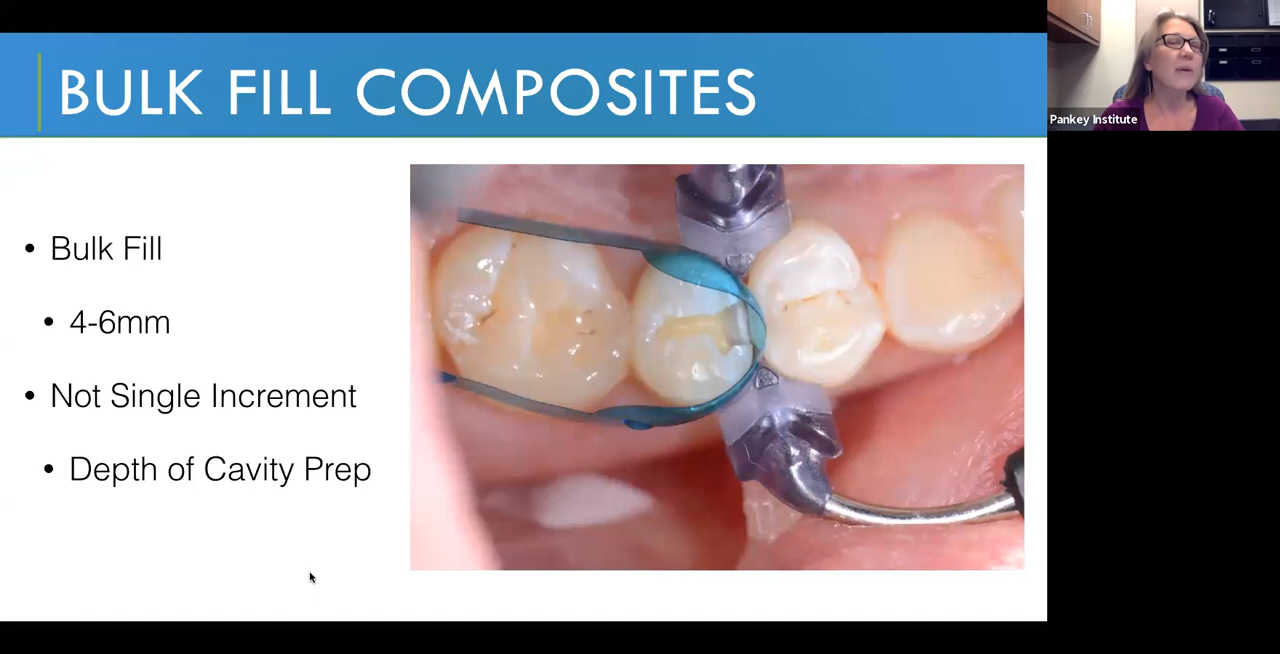 BULK FILL COMPOSITES
Pankey Institute
• Bulk Fill
• 4-6mm
• Not Single Increment
• Depth of Cavity Prep